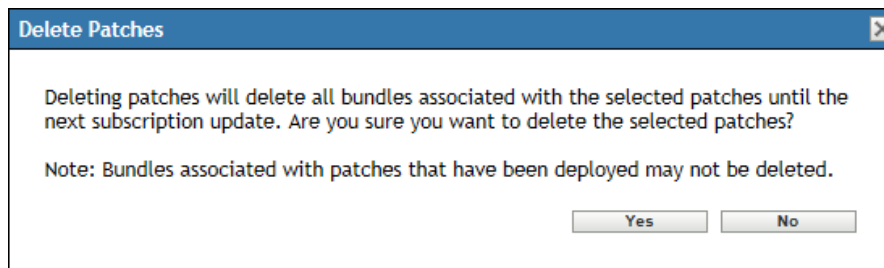 Delete Patches
Deleting patches will delete all bundles associated with the selected patches until the
next subscription update. Are you sure you want to delete the selected patches?
Note: Bundles associated with patches that have been deployed may not be deleted.
Yes No